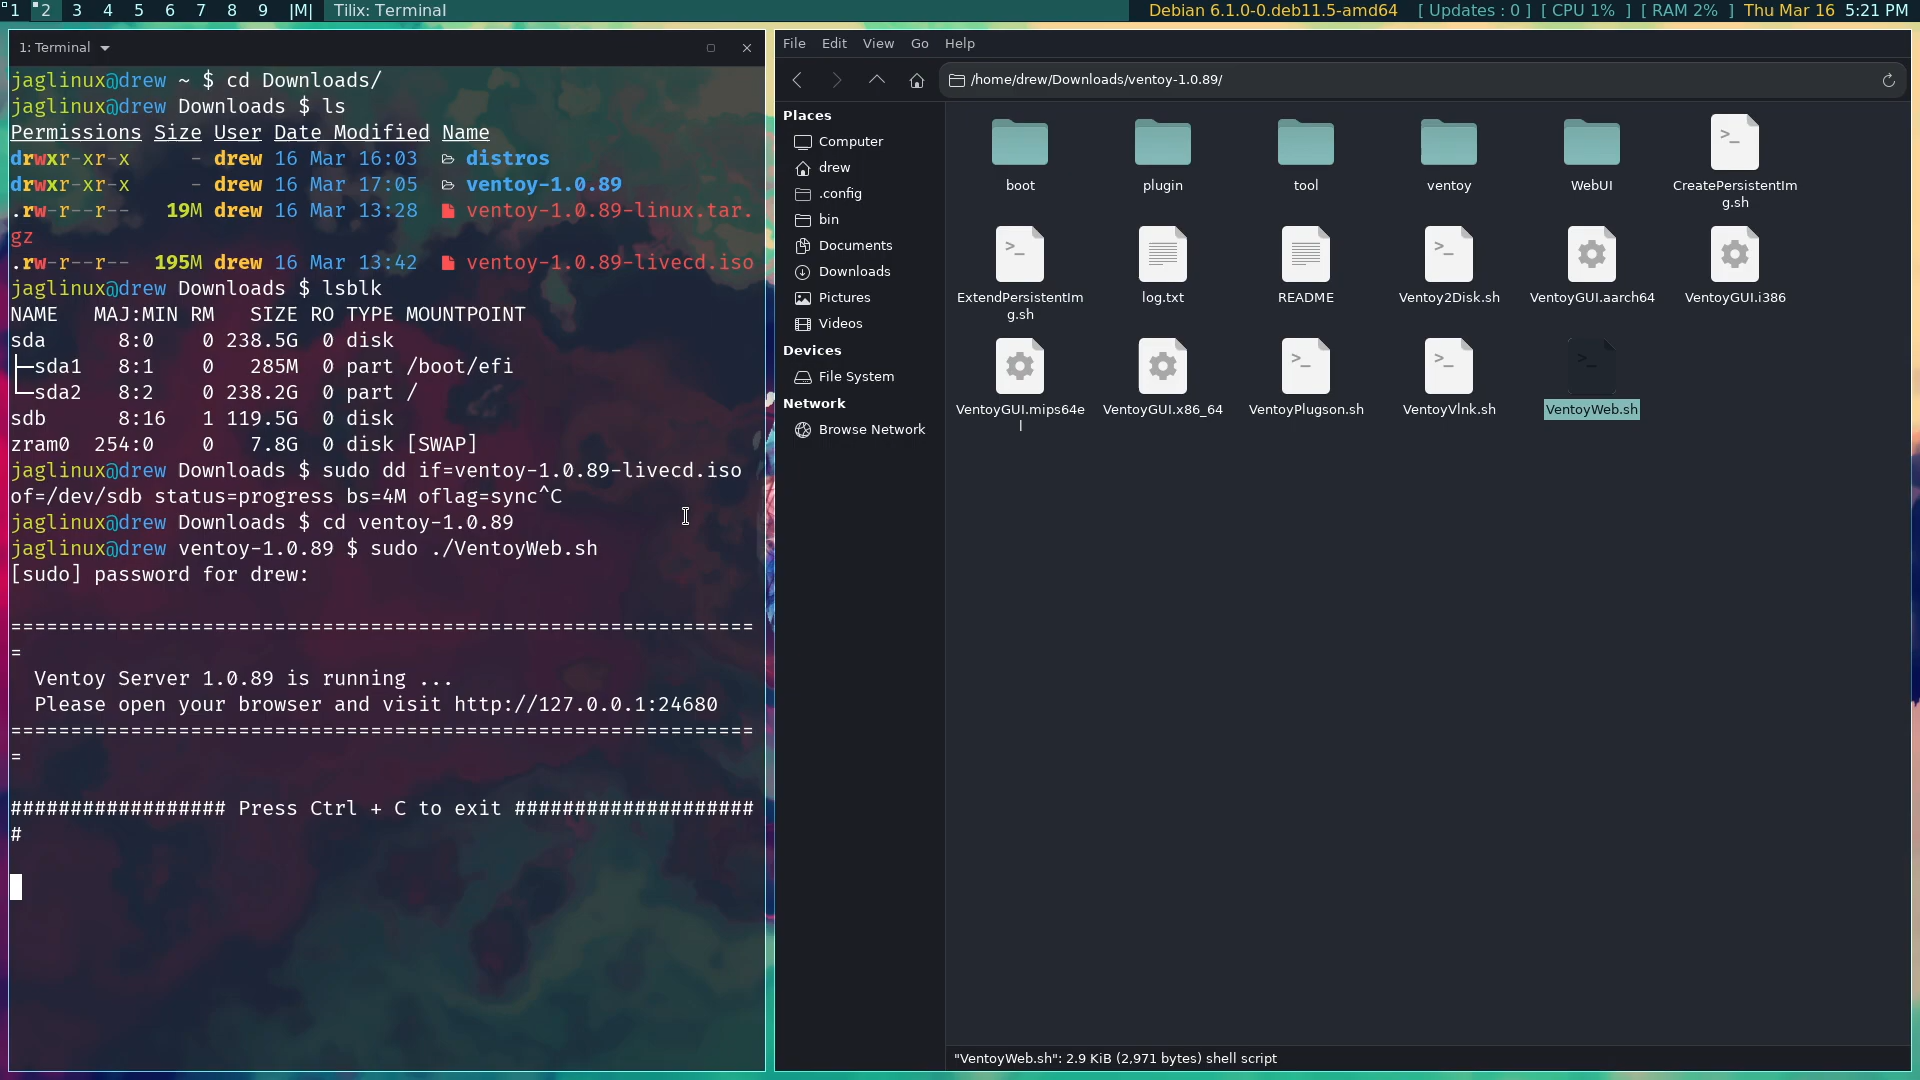 1 2 3 4 5 6 7 8 9 |M| Tilix: Terminal Debian 6.1.0-0.deb11.5-amd64 [ Updates : 0 ] [ CPU 1% ] [ RAM 2% ] Thu Mar 16 5:21 PM
1: Terminal
jaglinux@drew ~ $ cd Downloads/
jaglinux@drew Downloads $ ls
Permissions Size User Date Modified Name
drwxr-xr-x - drew 16 Mar 16:03 distros
drwxr-xr-x - drew 16 Mar 17:05 ventoy-1.0.89
.rw-r--r-- 19M drew 16 Mar 13:28 ventoy-1.0.89-linux.tar.
gz
.rw-r--r-- 195M drew 16 Mar 13:42 ventoy-1.0.89-livecd.iso
jaglinux@drew Downloads $ lsblk
NAME MAJ:MIN RM SIZE RO TYPE MOUNTPOINT
sda 8:0 0 238.5G 0 disk
├─sda1 8:1 0 285M 0 part /boot/efi
└─sda2 8:2 0 238.2G 0 part /
sdb 8:16 1 119.5G 0 disk
zram0 254:0 0 7.8G 0 disk [SWAP]
jaglinux@drew Downloads $ sudo dd if=ventoy-1.0.89-livecd.iso
of=/dev/sdb status=progress bs=4M oflag=sync^C
jaglinux@drew Downloads $ cd ventoy-1.0.89
jaglinux@drew ventoy-1.0.89 $ sudo ./VentoyWeb.sh
[sudo] password for drew:
==============================================================
=
Ventoy Server 1.0.89 is running ...
Please open your browser and visit http://127.0.0.1:24680
==============================================================
=
################## Press Ctrl + C to exit ####################
#
File Edit View Go Help
/home/drew/Downloads/ventoy-1.0.89/
Places
Computer
drew
.config
bin
Documents
Downloads
Pictures
Videos
Devices
File System
Network
Browse Network
boot plugin tool ventoy WebUI CreatePersistentIm
g.sh
ExtendPersistentIm log.txt README Ventoy2Disk.sh VentoyGUI.aarch64 VentoyGUI.i386
g.sh
VentoyGUI.mips64e VentoyGUI.x86_64 VentoyPlugson.sh VentoyVlnk.sh VentoyWeb.sh
l
"VentoyWeb.sh": 2.9 KiB (2,971 bytes) shell script